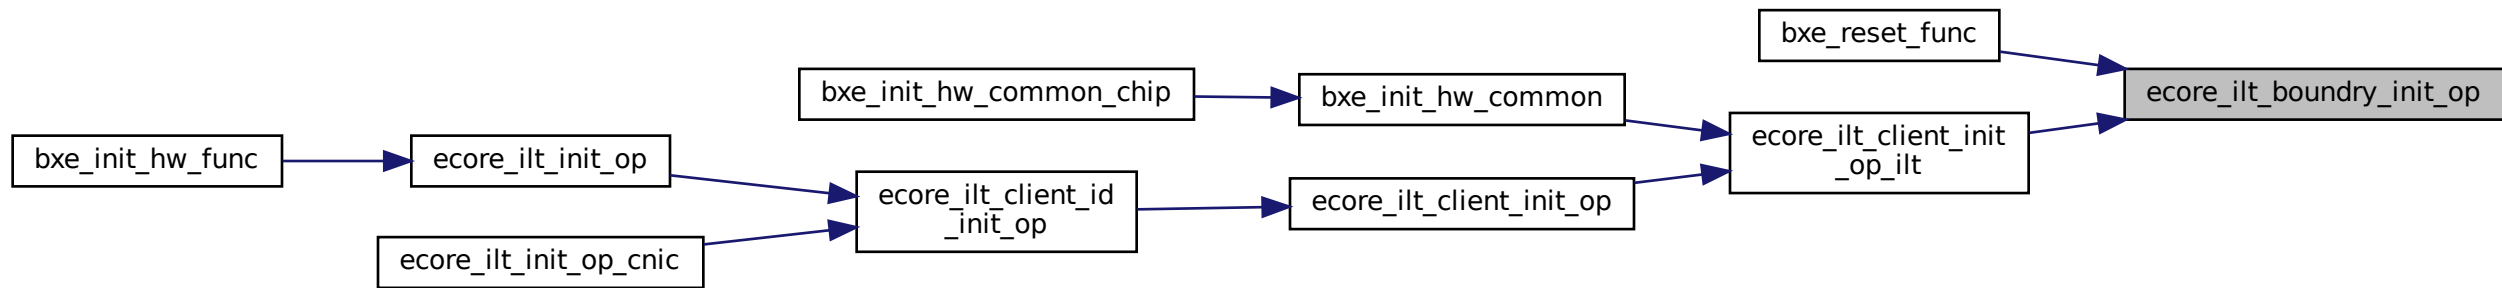 bxe_reset_func
bxe_init_hw_common_chip
bxe_init_hw_common
ecore_ilt_boundry_init_op
bxe_init_hw_func
ecore_ilt_init_op
ecore_ilt_client_init
_op_ilt
ecore_ilt_client_id
_init_op
ecore_ilt_client_init_op
ecore_ilt_init_op_cnic